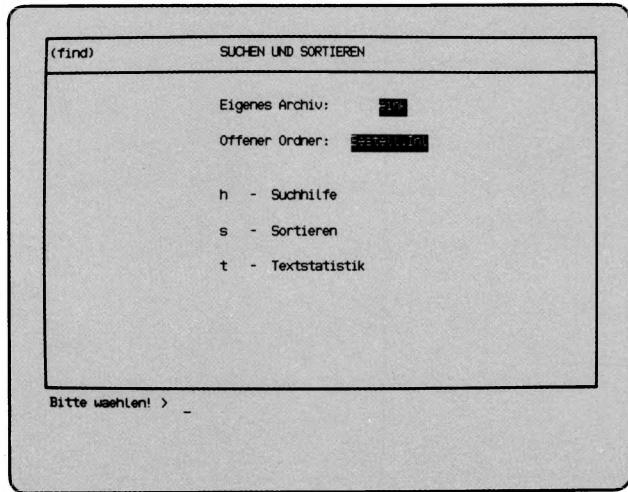 (find) SUCHEN UND SORTIEREN
Eigenes Archiv:
Offener Ordner:
h - Suchhilfe
s - Sortieren
t - Textstatistik
Bitte waehlen! > _